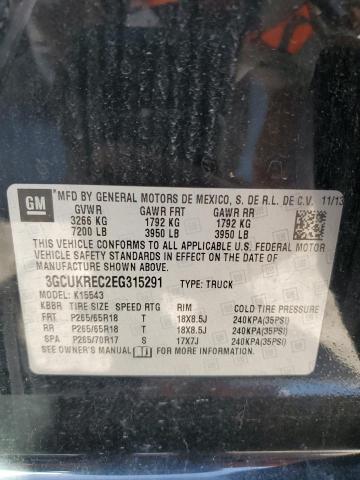 GM
MFD BY GENERAL MOTORS DE MEXICO, S. DE R.L. DE C.V. 11/13
GVWR GAWR FRT GAWR RR
3266 KG 1792 KG 1792 KG
7200 LB 3950 LB 3950 LB
THIS VEHICLE CONFORMS TO ALL APPLICABLE U.S. FEDERAL MOTOR
VEHICLE SAFETY STANDARDS IN EFFECT ON THE DATE OF
MANUFACTURE SHOWN ABOVE.
3GCUKREC2EG315291 TYPE: TRUCK
MODEL: K15543
KBBR TIRE SIZE SPEED RTG RIM COLD TIRE PRESSURE
FRT P265/65R18 T 18X8.5J 240KPA(35PSI)
RR P265/65R18 T 18X8.5J 240KPA(35PSI)
SPA P265/70R17 S 17X7J 240KPA(35PSI)
SEE OWNER'S MANUAL FOR MORE INFORMATION.